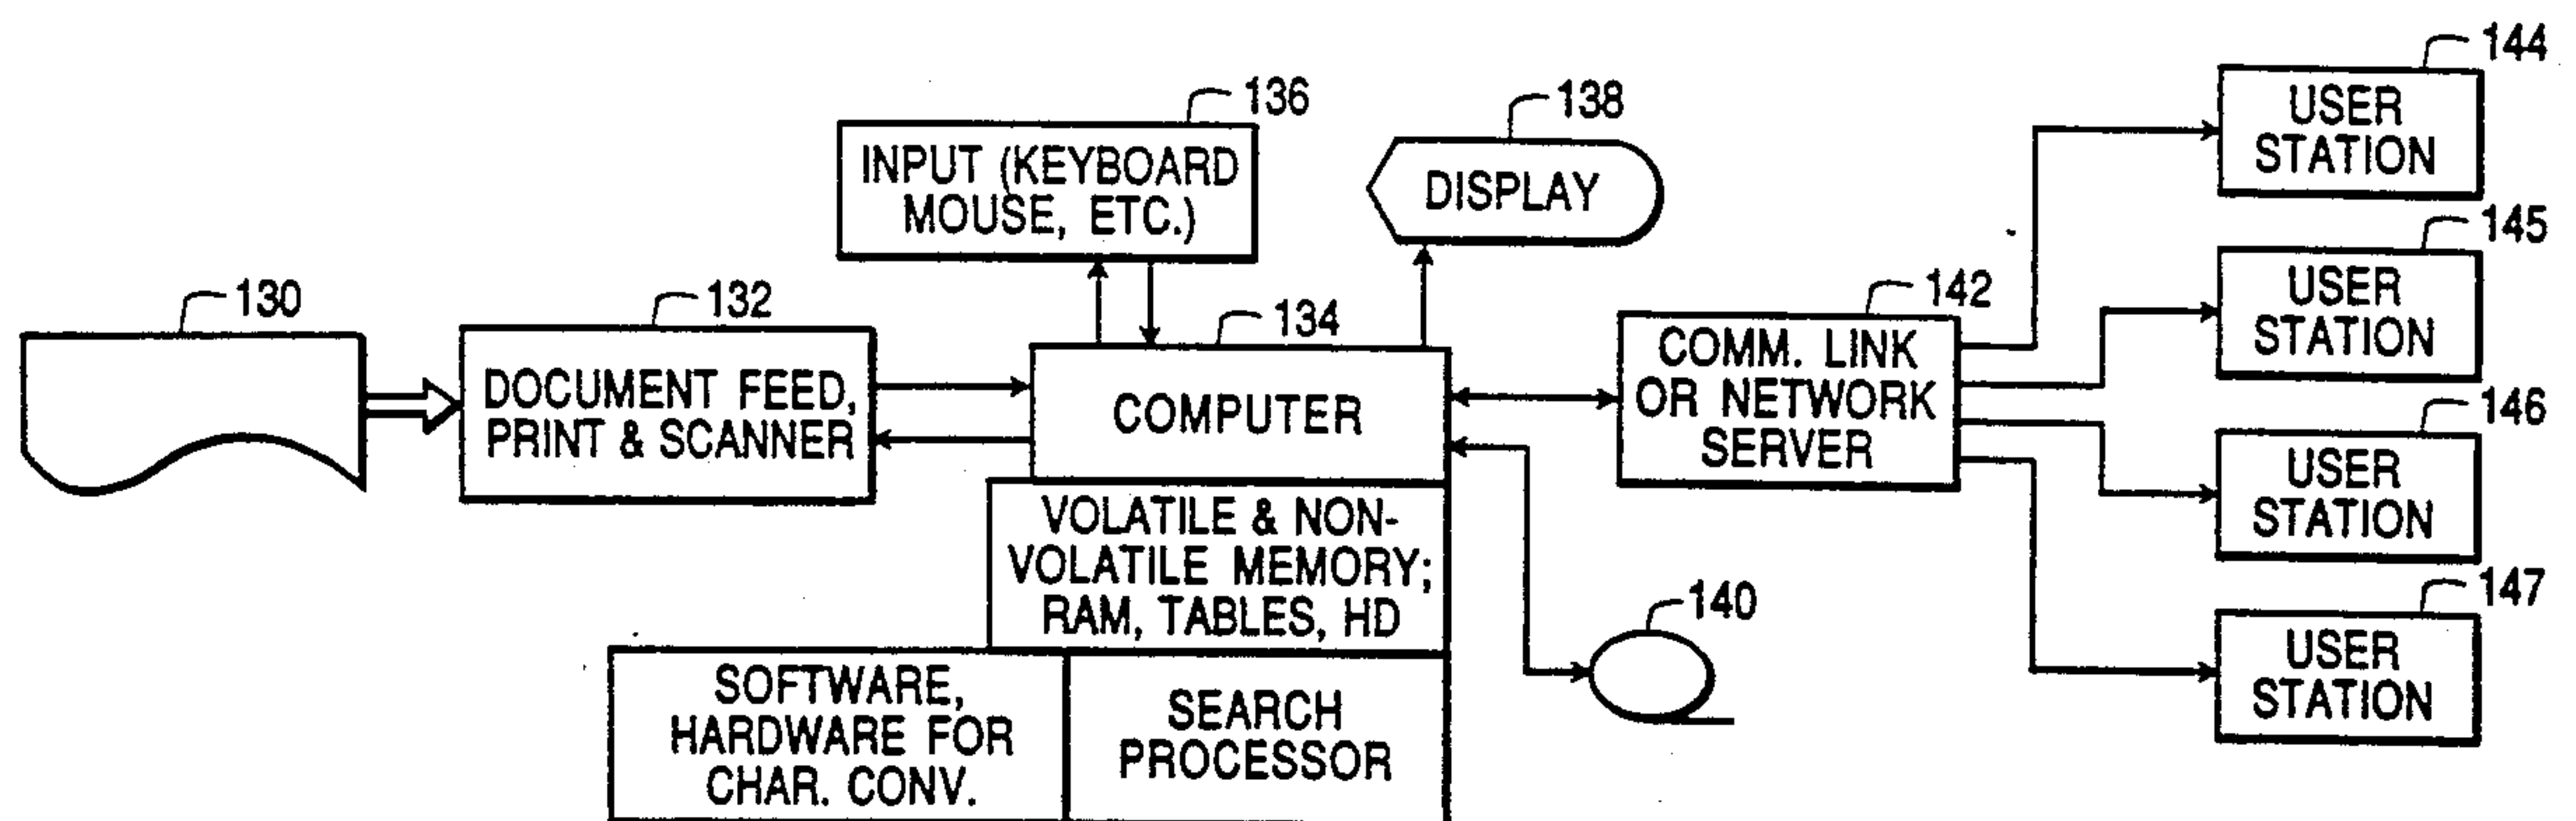 130
132
DOCUMENT FEED,
PRINT & SCANNER
136
INPUT (KEYBOARD
MOUSE, ETC.)
138
DISPLAY
134
COMPUTER
VOLATILE & NON-
VOLATILE MEMORY;
RAM, TABLES, HD
SOFTWARE,
HARDWARE FOR
CHAR. CONV.
SEARCH
PROCESSOR
140
142
COMM. LINK
OR NETWORK
SERVER
144
USER
STATION
145
USER
STATION
146
USER
STATION
147
USER
STATION